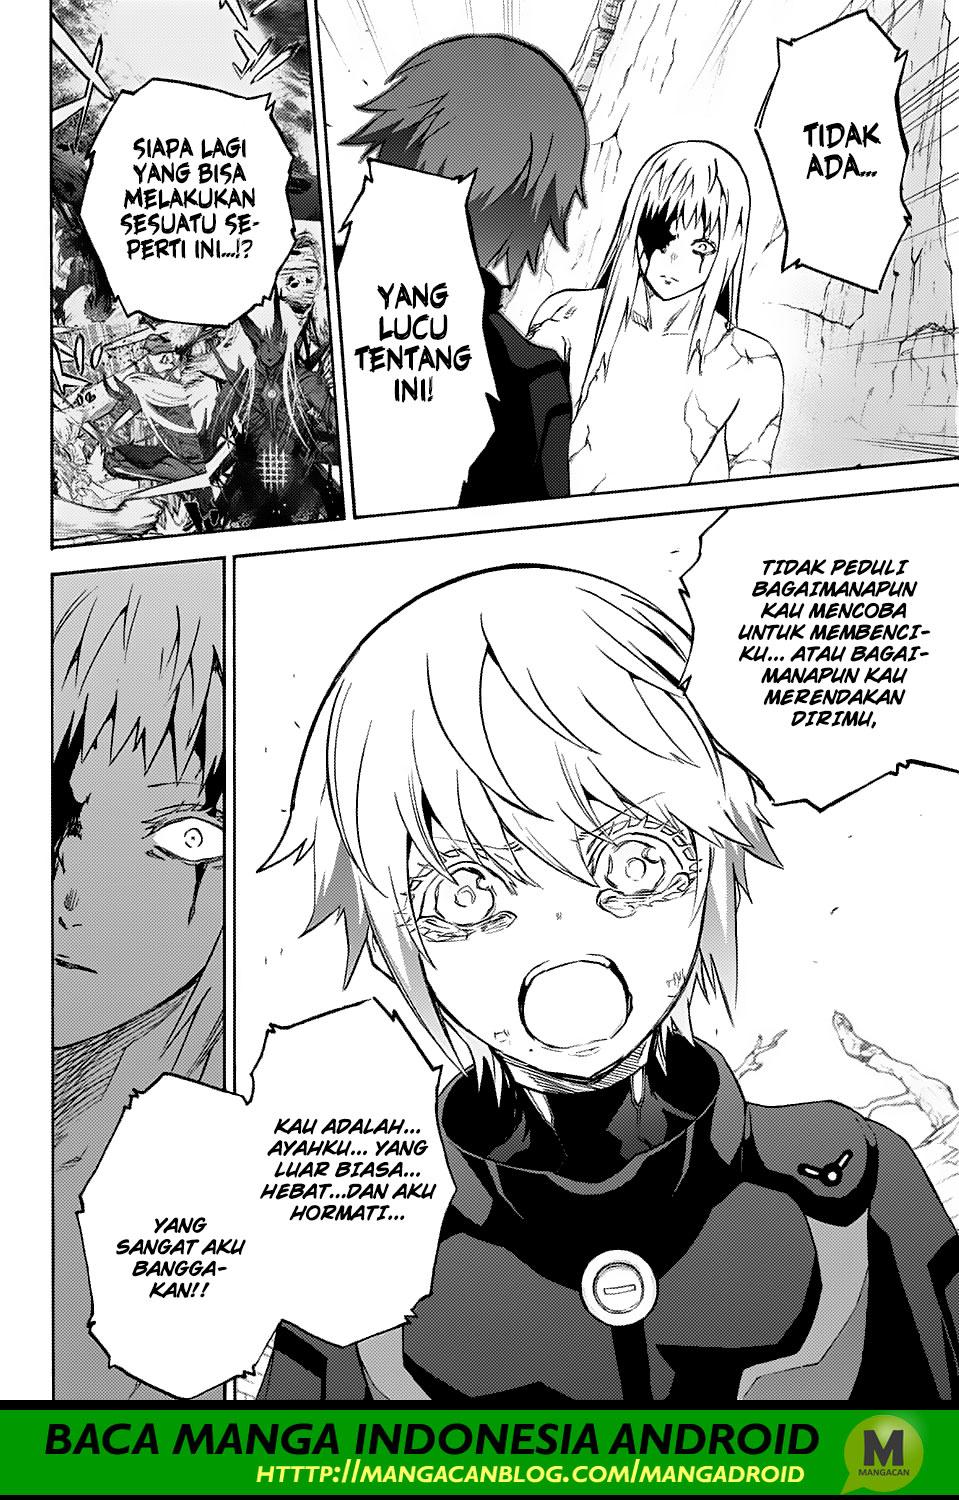 TIDAK
ADA...
YANG
LUCU
TENTANG
INI!
SIAPA LAGI
YANG BISA
MELAKUKAN
SESUATU SE-
PERTI INI...!?
TIDAK PEDULI
BAGAIMANAPUN
KAU MENCOBA
UNTUK MEMBENCI-
KU... ATAU BAGAI-
MANAPUN KAU
MERENDAKAN
DIRIMU,
KAU ADALAH...
AYAHKU... YANG
LUAR BIASA...
HEBAT...DAN AKU
HORMATI...
YANG
SANGAT AKU
BANGGA-
KAN!!
BACA MANGA INDONESIA ANDROID
HTTTP://MANGACANBLOG.COM/MANGADROID
M
MANGACAN